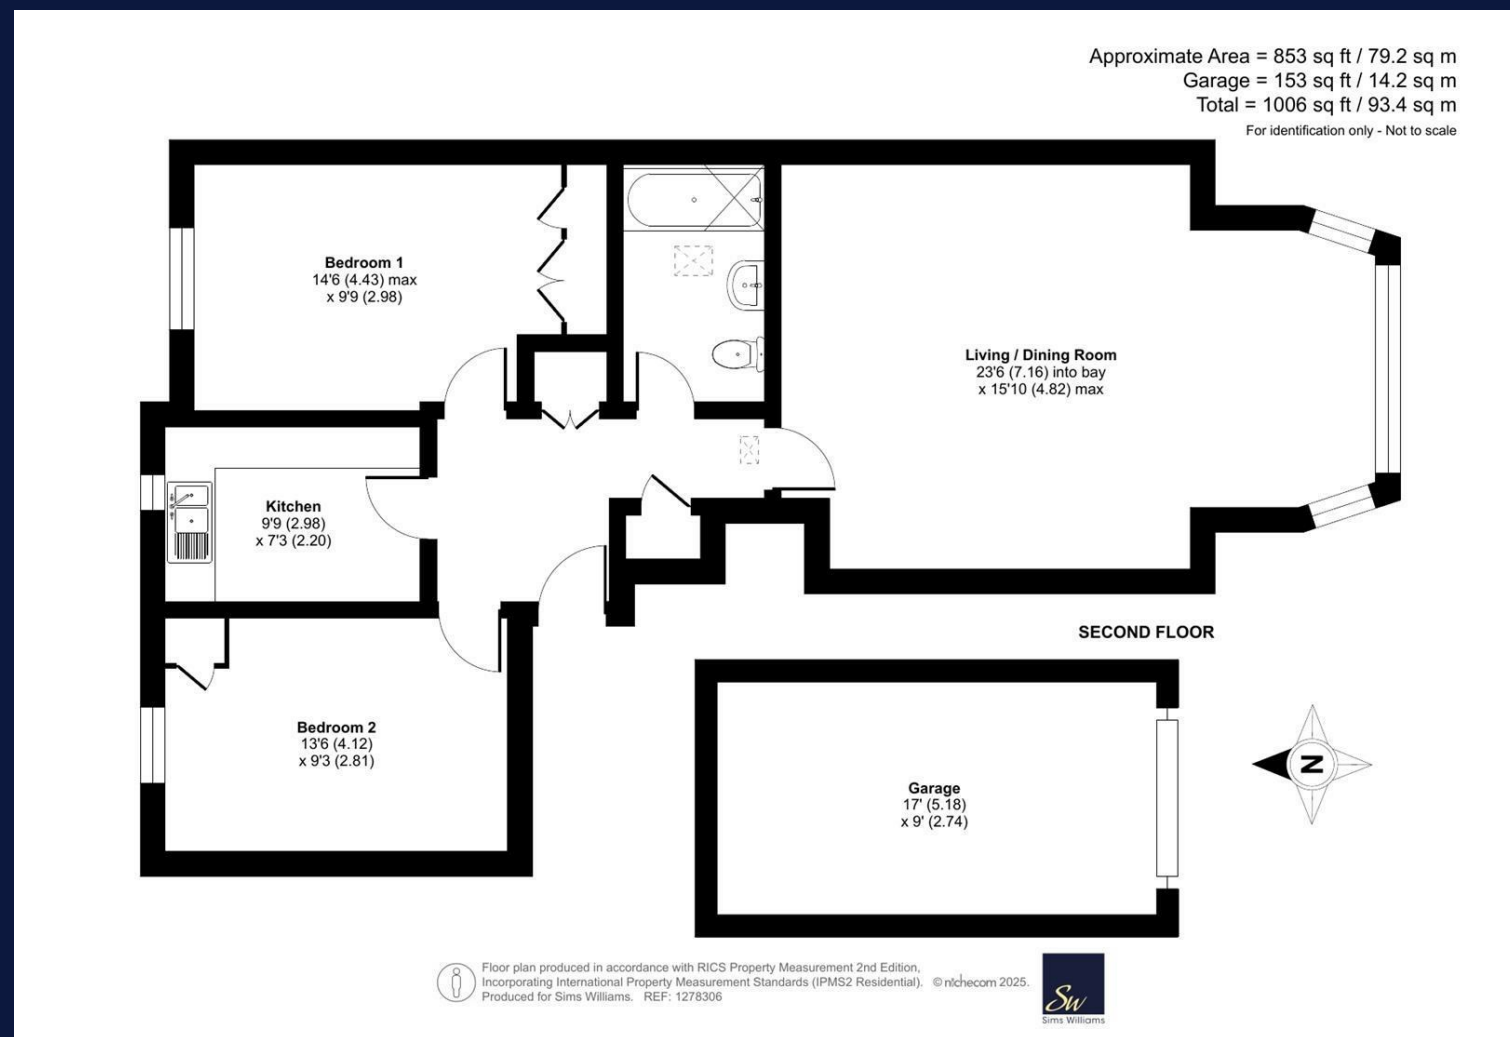 Approximate Area = 853 sq ft / 79.2 sq m
Garage = 153 sq ft / 14.2 sq m
Total = 1006 sq ft / 93.4 sq m
For identification only - Not to scale
Bedroom 1
14'6 (4.43) max
x 9'9 (2.98)
Living / Dining Room
23'6 (7.16) into bay
x 15'10 (4.82) max
Kitchen
9'9 (2.98)
x 7'3 (2.20)
SECOND FLOOR
Bedroom 2
13'6 (4.12)
x 9'3 (2.81)
Garage
17' (5.18)
x 9' (2.74)
N
Floor plan produced in accordance with RICS Property Measurement 2nd Edition,
Incorporating International Property Measurement Standards (IPMS2 Residential). © nichecom 2025.
Produced for Sims Williams. REF: 1278306
Sw
Sims Williams